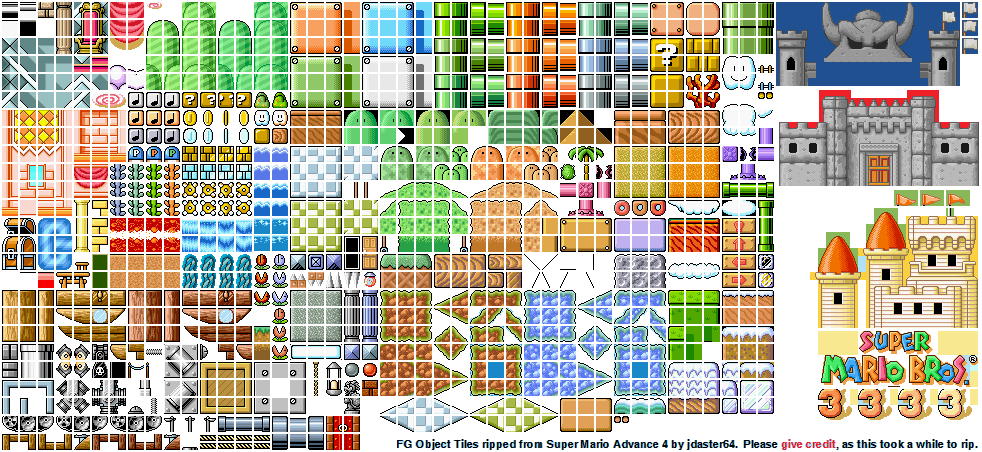 SUPER
MARIO BROS.®
3 3 3 3
FG Object Tiles ripped from Super Mario Advance 4 by jdaster64. Please give credit, as this took a while to rip.